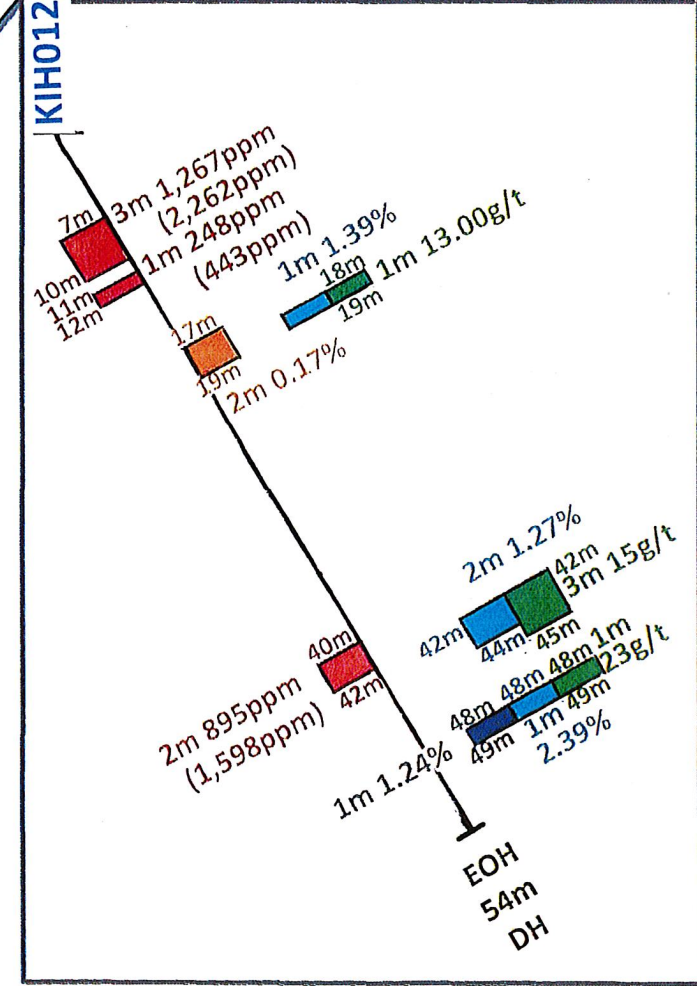 KIH012
7m
3m 1,267ppm
(2,262ppm)
10m
1m 248ppm
(443ppm)
11m
12m
1m 1.39%
18m
1m 13.00g/t
19m
17m
19m
2m 0.17%
2m 1.27%
42m
3m 15g/t
42m
44m
45m
40m
42m
2m 895ppm
(1,598ppm)
48m
48m
48m
1m
23g/t
49m
1m
49m
2.39%
1m 1.24%
EOH
54m
DH